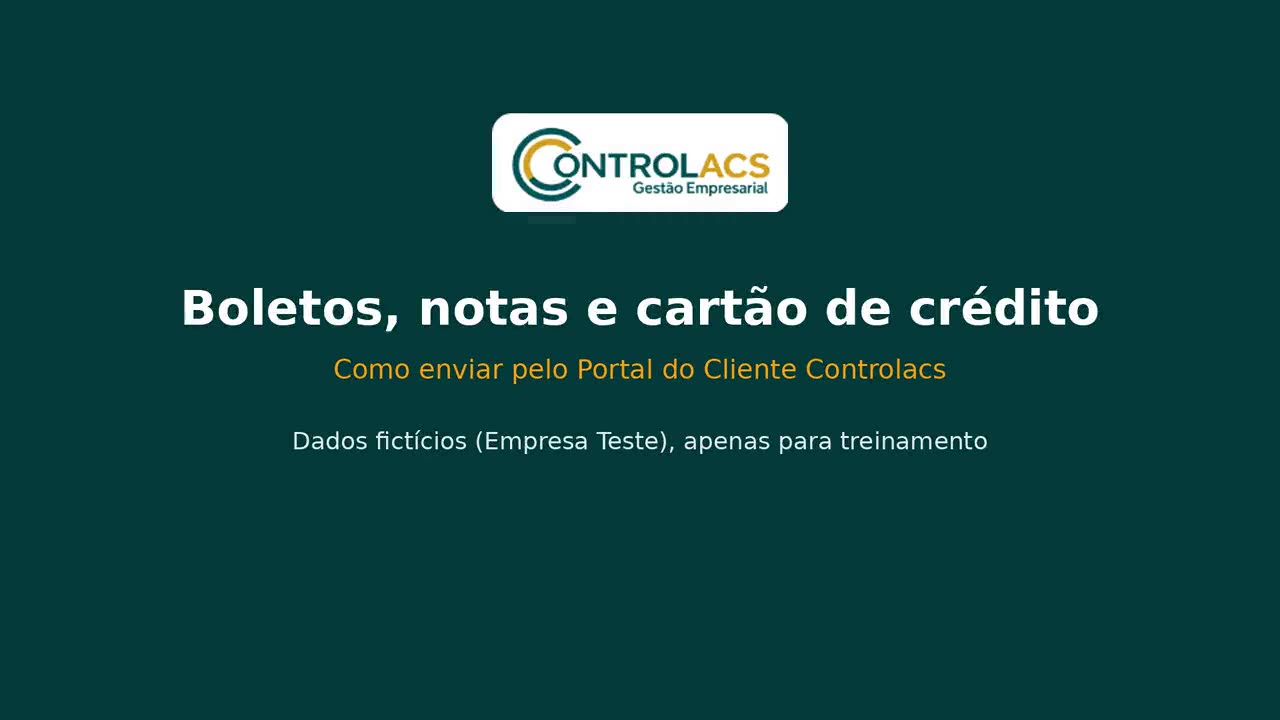 CONTROLACS
Gestão Empresarial
Boletos, notas e cartão de crédito
Como enviar pelo Portal do Cliente Controlacs
Dados fictícios (Empresa Teste), apenas para treinamento